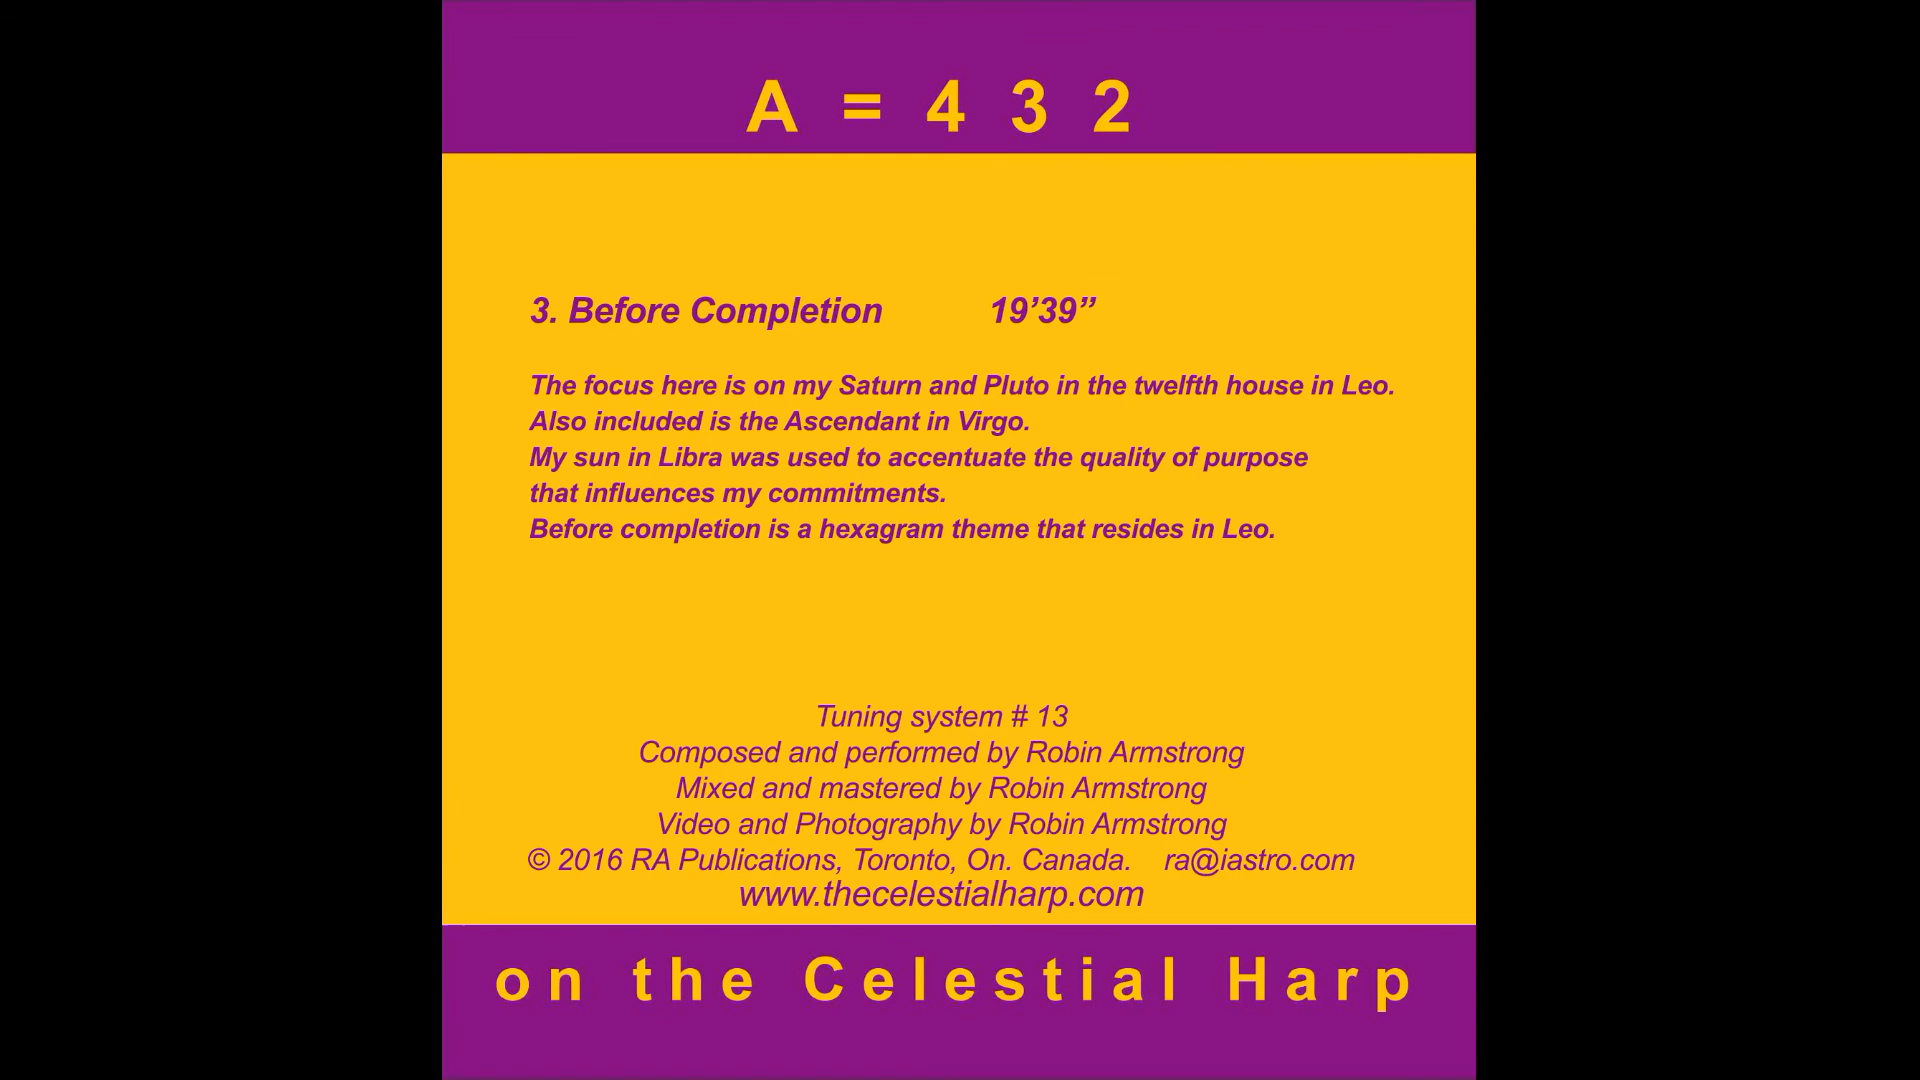 A = 4 3 2
3. Before Completion 19’39”
The focus here is on my Saturn and Pluto in the twelfth house in Leo.
Also included is the Ascendant in Virgo.
My sun in Libra was used to accentuate the quality of purpose
that influences my commitments.
Before completion is a hexagram theme that resides in Leo.
Tuning system # 13
Composed and performed by Robin Armstrong
Mixed and mastered by Robin Armstrong
Video and Photography by Robin Armstrong
© 2016 RA Publications, Toronto, On. Canada. ra@iastro.com
www.thecelestialharp.com
on the Celestial Harp